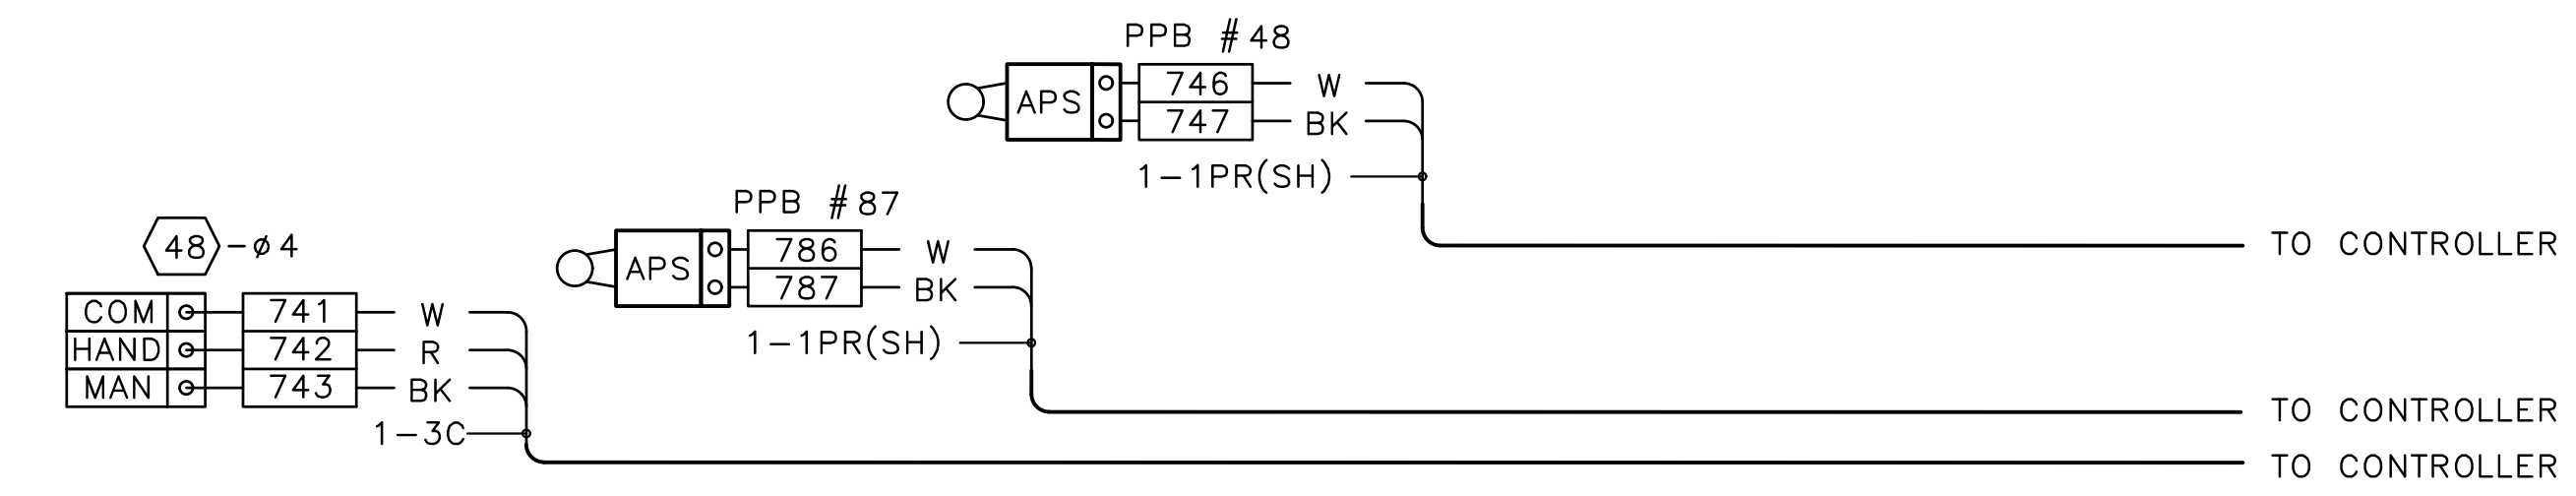 PPB #48
APS 746 W
747 BK
1-1PR(SH)
TO CONTROLLER
PPB #87
APS 786 W
787 BK
1-1PR(SH)
TO CONTROLLER
48 -ø4
COM 741 W
HAND 742 R
MAN 743 BK
1-3C
TO CONTROLLER